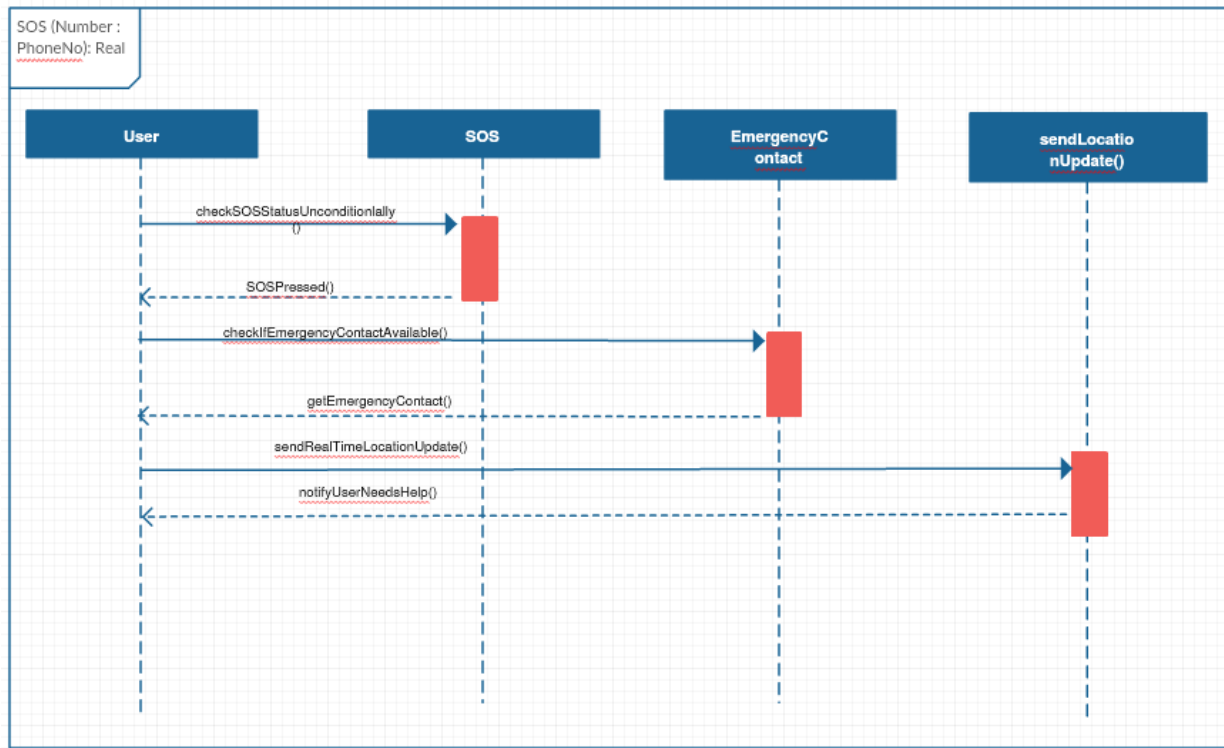 SOS (Number :
PhoneNo): Real
User
SOS
EmergencyC
ontact
sendLocatio
nUpdate()
checkSOSStatusUnconditionlally
()
SOSPressed()
checkIfEmergencyContactAvailable()
getEmergencyContact()
sendRealTimeLocationUpdate()
notifyUserNeedsHelp()